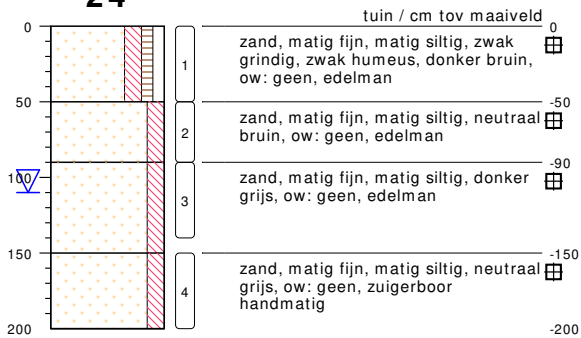 24
tuin / cm tov maaiveld
0
0
zand, matig fijn, matig siltig, zwak
grindig, zwak humeus, donker bruin,
ow: geen, edelman
1
50
-50
zand, matig fijn, matig siltig, neutraal
bruin, ow: geen, edelman
2
-90
zand, matig fijn, matig siltig, donker
grijs, ow: geen, edelman
100
3
150
-150
zand, matig fijn, matig siltig, neutraal
grijs, ow: geen, zuigerboor
handmatig
4
200
-200